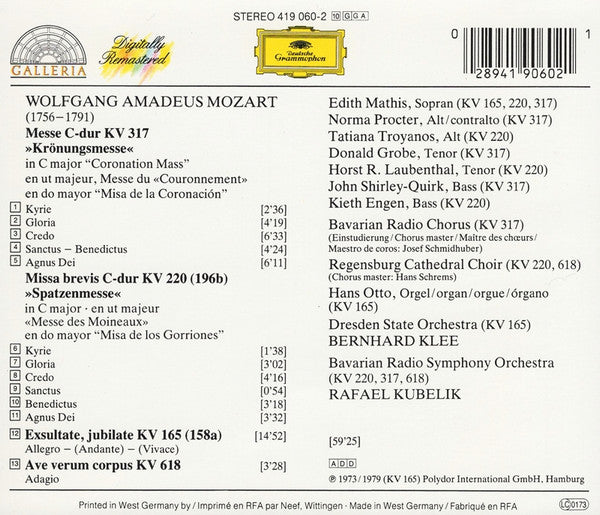 STEREO 419 060-2 10 G G A
GALLERIA
Digitally
Remastered
Deutsche
Grammophon
0 28941 90602 1
WOLFGANG AMADEUS MOZART
(1756–1791)
Messe C-dur KV 317
»Krönungsmesse«
in C major “Coronation Mass”
en ut majeur, Messe du «Couronnement»
en do mayor “Misa de la Coronación”
1 Kyrie [2'36]
2 Gloria [4'19]
3 Credo [6'33]
4 Sanctus – Benedictus [4'24]
5 Agnus Dei [6'11]
Missa brevis C-dur KV 220 (196b)
»Spatzenmesse«
in C major · en ut majeur
«Messe des Moineaux»
en do mayor “Misa de los Gorriones”
6 Kyrie [1'38]
7 Gloria [3'02]
8 Credo [4'16]
9 Sanctus [0'54]
10 Benedictus [3'18]
11 Agnus Dei [3'32]
12 Exsultate, jubilate KV 165 (158a) [14'52]
Allegro – (Andante) – (Vivace)
13 Ave verum corpus KV 618 [3'28]
Adagio
Edith Mathis, Sopran (KV 165, 220, 317)
Norma Procter, Alt/contralto (KV 317)
Tatiana Troyanos, Alt (KV 220)
Donald Grobe, Tenor (KV 317)
Horst R. Laubenthal, Tenor (KV 220)
John Shirley-Quirk, Bass (KV 317)
Kieth Engen, Bass (KV 220)
Bavarian Radio Chorus (KV 317)
(Einstudierung / Chorus master / Maître des chœurs /
Maestro de coros: Josef Schmidhuber)
Regensburg Cathedral Choir (KV 220, 618)
(Chorus master: Hans Schrems)
Hans Otto, Orgel/organ/orgue/órgano
(KV 165)
Dresden State Orchestra (KV 165)
BERNHARD KLEE
Bavarian Radio Symphony Orchestra
(KV 220, 317, 618)
RAFAEL KUBELIK
[59'25]
A D D
℗ 1973 / 1979 (KV 165) Polydor International GmbH, Hamburg
Printed in West Germany by / Imprimé en RFA par Neef, Wittingen · Made in West Germany / Fabriqué en RFA
LC 0173